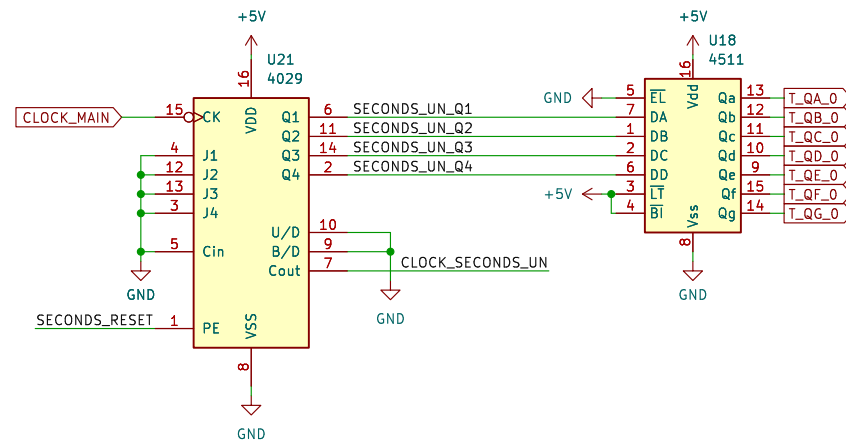 +5V
U21
4029
16
VDD
CLOCK_MAIN
15
CK
4
J1
12
J2
13
J3
3
J4
5
Cin
GND
SECONDS_RESET
1
PE
VSS
8
GND
Q1
6
SECONDS_UN_Q1
Q2
11
SECONDS_UN_Q2
Q3
14
SECONDS_UN_Q3
Q4
2
SECONDS_UN_Q4
U/D
10
B/D
9
Cout
7
CLOCK_SECONDS_UN
GND
+5V
U18
4511
16
Vdd
GND
5
EL
7
DA
1
DB
2
DC
6
DD
+5V
3
LT
4
BI
Vss
8
GND
Qa
13
T_QA_0
Qb
12
T_QB_0
Qc
11
T_QC_0
Qd
10
T_QD_0
Qe
9
T_QE_0
Qf
15
T_QF_0
Qg
14
T_QG_0